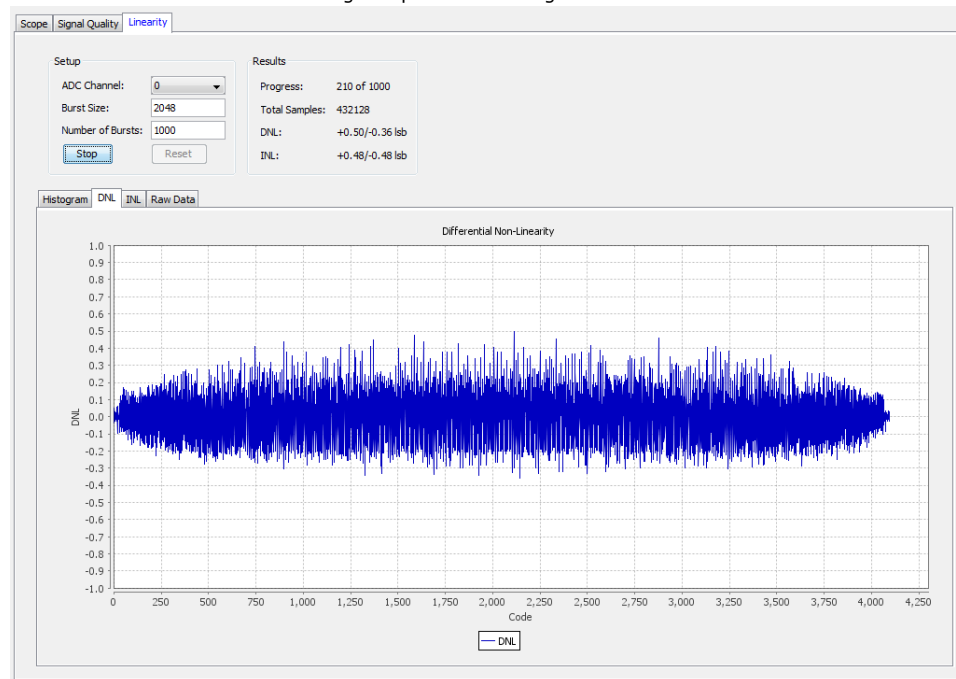 Scope Signal Quality Linearity
Setup
ADC Channel: 0
Burst Size: 2048
Number of Bursts: 1000
Stop Reset
Results
Progress: 210 of 1000
Total Samples: 432128
DNL: +0.50/-0.36 lsb
INL: +0.48/-0.48 lsb
Histogram DNL INL Raw Data
Differential Non-Linearity
1.0
0.9
0.8
0.7
0.6
0.5
0.4
0.3
0.2
0.1
0.0
-0.1
-0.2
-0.3
-0.4
-0.5
-0.6
-0.7
-0.8
-0.9
-1.0
DNL
0 250 500 750 1,000 1,250 1,500 1,750 2,000 2,250 2,500 2,750 3,000 3,250 3,500 3,750 4,000 4,250
Code
DNL